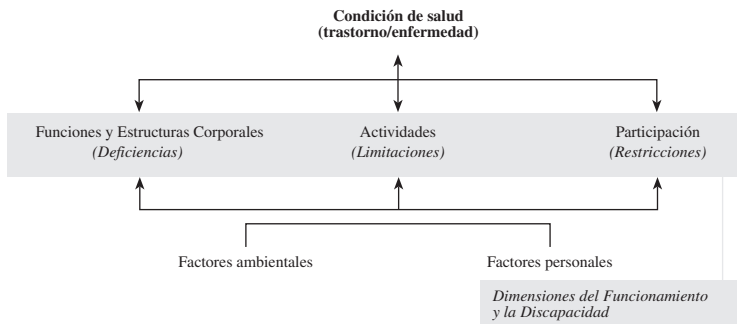 Condición de salud
(trastorno/enfermedad)
Funciones y Estructuras Corporales
(Deficiencias)
Actividades
(Limitaciones)
Participación
(Restricciones)
Factores ambientales
Factores personales
Dimensiones del Funcionamiento
y la Discapacidad